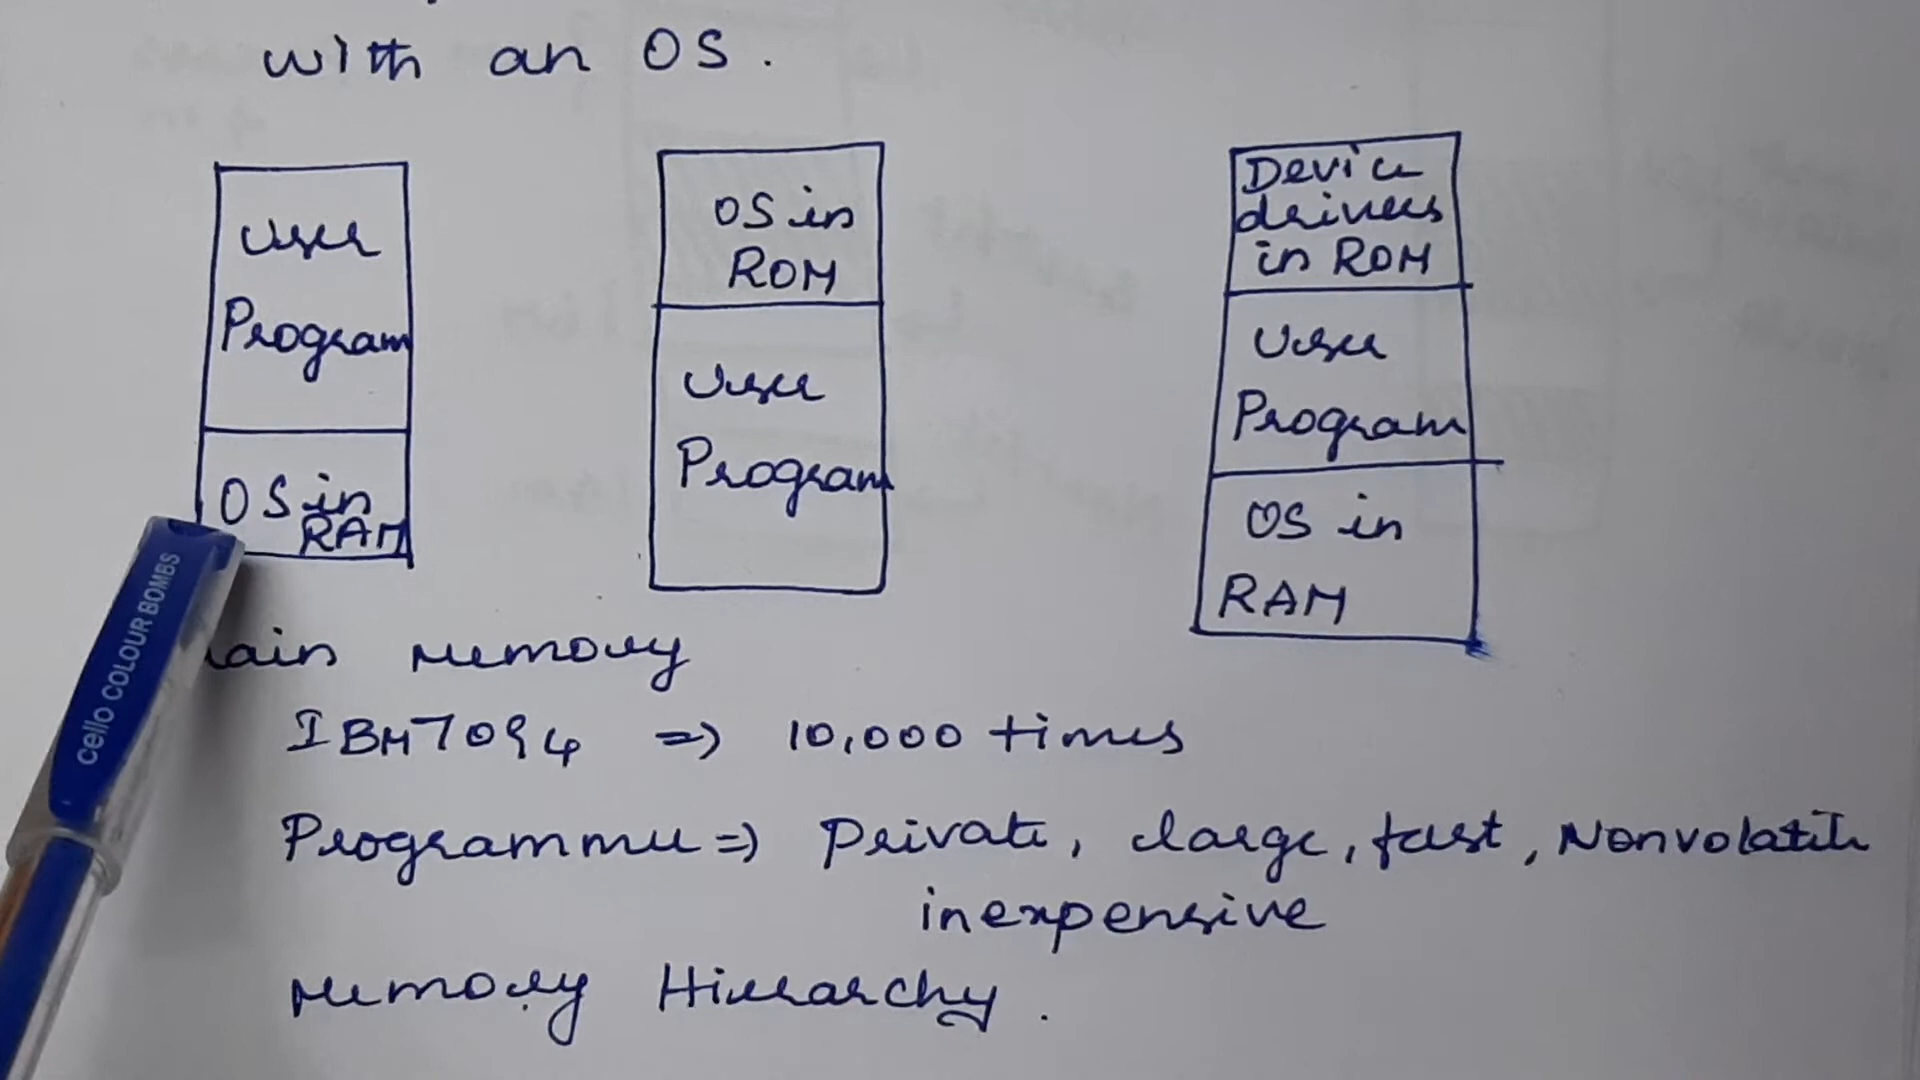 with an OS.
User
Program
OS in
RAM
OS in
ROM
User
Program
Device
drivers
in ROM
User
Program
OS in
RAM
cello COLOUR BOMBS
ain memory
IBM7094 => 10,000 times
Programmer => Private, large, fast, Nonvolatile
inexpensive
Memory Hierarchy.